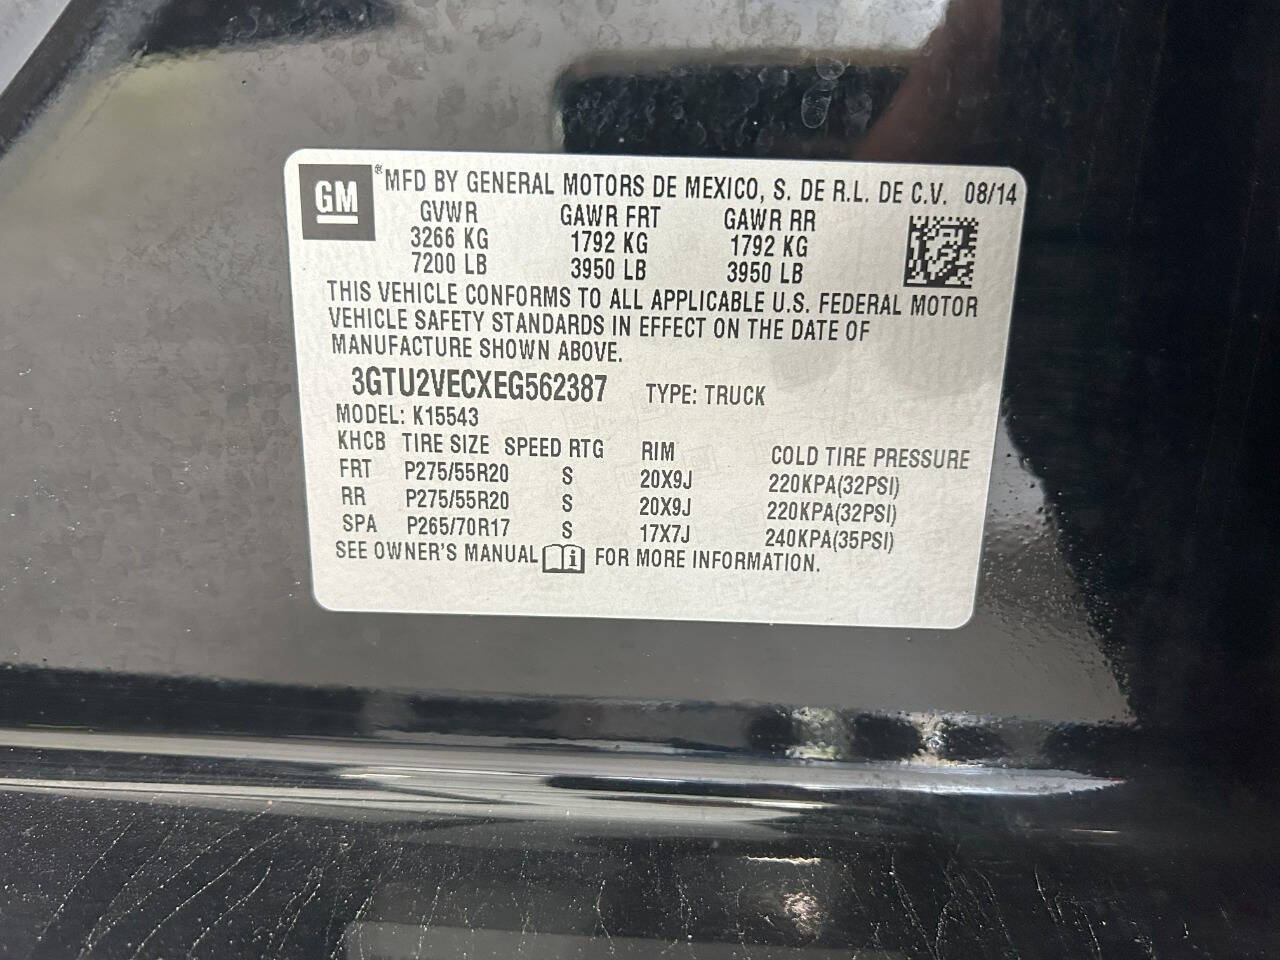 GM ® MFD BY GENERAL MOTORS DE MEXICO, S. DE R.L. DE C.V. 08/14
GVWR GAWR FRT GAWR RR
3266 KG 1792 KG 1792 KG
7200 LB 3950 LB 3950 LB
THIS VEHICLE CONFORMS TO ALL APPLICABLE U.S. FEDERAL MOTOR
VEHICLE SAFETY STANDARDS IN EFFECT ON THE DATE OF
MANUFACTURE SHOWN ABOVE.
3GTU2VECXEG562387 TYPE: TRUCK
MODEL: K15543
KHCB TIRE SIZE SPEED RTG RIM COLD TIRE PRESSURE
FRT P275/55R20 S 20X9J 220KPA(32PSI)
RR P275/55R20 S 20X9J 220KPA(32PSI)
SPA P265/70R17 S 17X7J 240KPA(35PSI)
SEE OWNER'S MANUAL i FOR MORE INFORMATION.